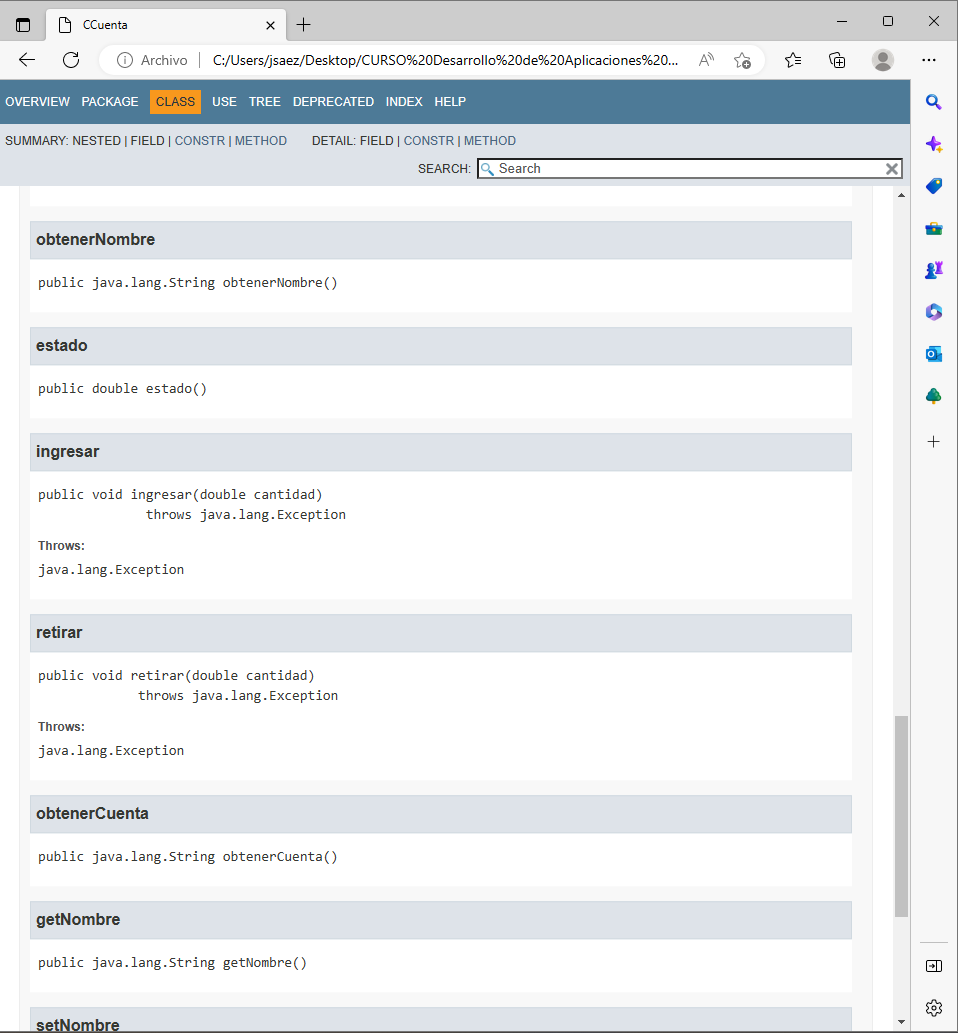 CCuenta
Archivo C:/Users/jsaez/Desktop/CURSO%20Desarrollo%20de%20Aplicaciones%20...
OVERVIEW PACKAGE CLASS USE TREE DEPRECATED INDEX HELP
SUMMARY: NESTED | FIELD | CONSTR | METHOD DETAIL: FIELD | CONSTR | METHOD
SEARCH: Search
obtenerNombre
public java.lang.String obtenerNombre()
estado
public double estado()
ingresar
public void ingresar(double cantidad)
throws java.lang.Exception
Throws:
java.lang.Exception
retirar
public void retirar(double cantidad)
throws java.lang.Exception
Throws:
java.lang.Exception
obtenerCuenta
public java.lang.String obtenerCuenta()
getNombre
public java.lang.String getNombre()
setNombre